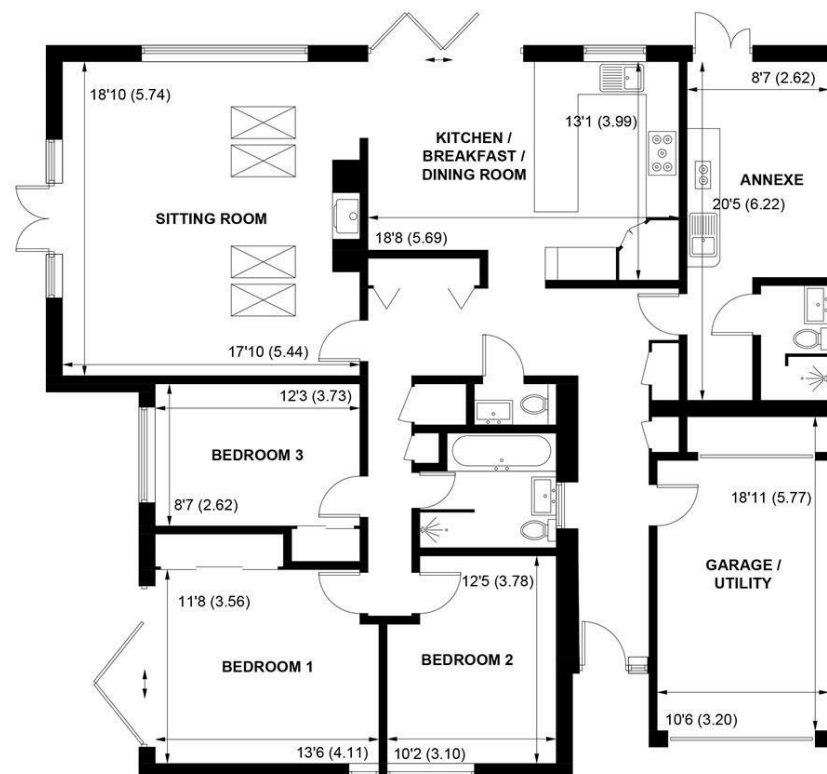 18'10 (5.74)
SITTING ROOM
17'10 (5.44)
KITCHEN /
BREAKFAST /
DINING ROOM
13'1 (3.99)
18'8 (5.69)
8'7 (2.62)
ANNEXE
20'5 (6.22)
12'3 (3.73)
BEDROOM 3
8'7 (2.62)
11'8 (3.56)
BEDROOM 1
13'6 (4.11)
12'5 (3.78)
BEDROOM 2
10'2 (3.10)
18'11 (5.77)
GARAGE /
UTILITY
10'6 (3.20)